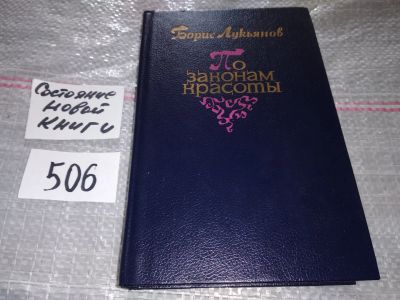 Борис Лукьянов
По
законам
красоты
Состояние
новой
книги
506